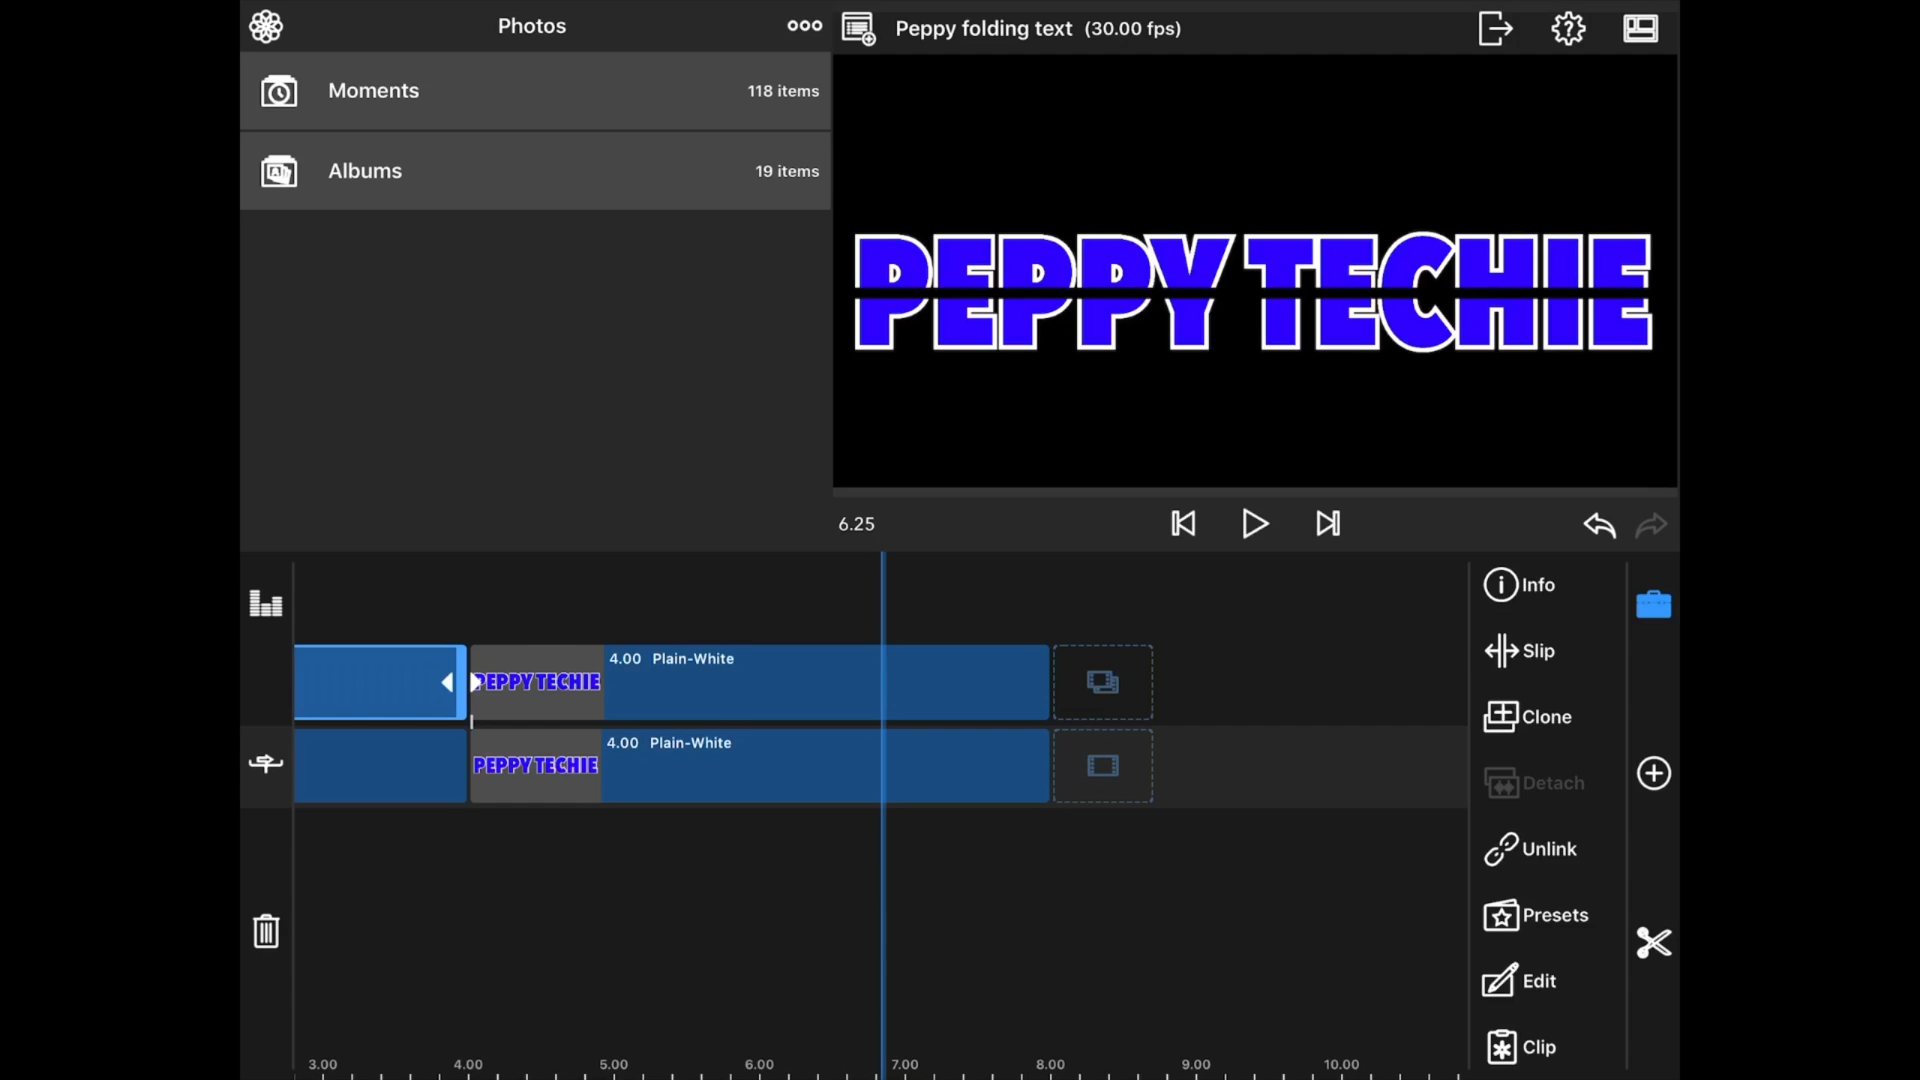 Photos
Peppy folding text (30.00 fps)
Moments
118 items
Albums
19 items
PEPPY TECHIE
6.25
Info
Slip
Clone
Detach
Unlink
Presets
Edit
Clip
PEPPY TECHIE
4.00 Plain-White
PEPPY TECHIE
4.00 Plain-White
3.00 4.00 5.00 6.00 7.00 8.00 9.00 10.00